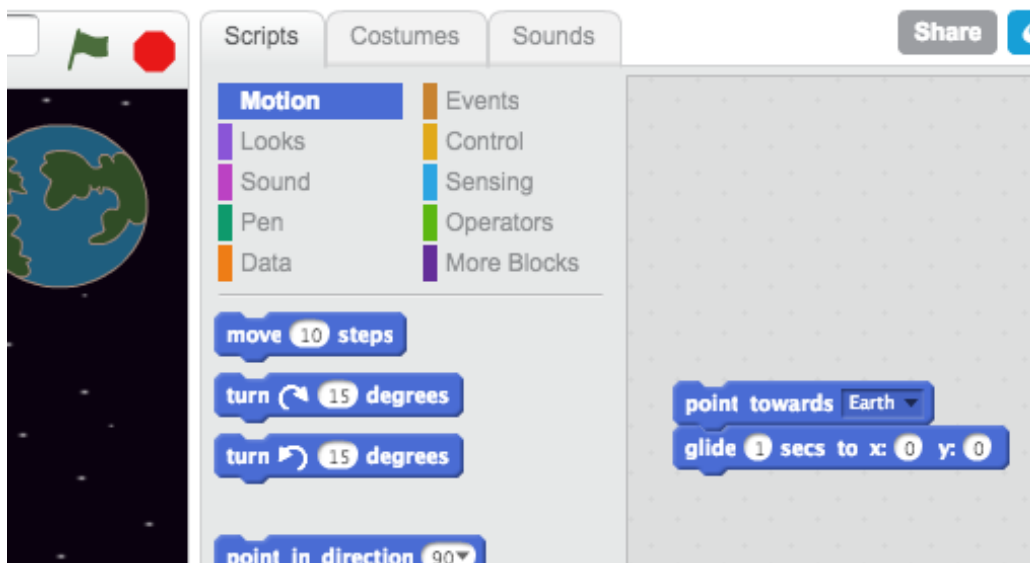 Scripts Costumes Sounds Share
Motion Events
Looks Control
Sound Sensing
Pen Operators
Data More Blocks
move 10 steps
turn 15 degrees
turn 15 degrees
point in direction 90
point towards Earth
glide 1 secs to x: 0 y: 0